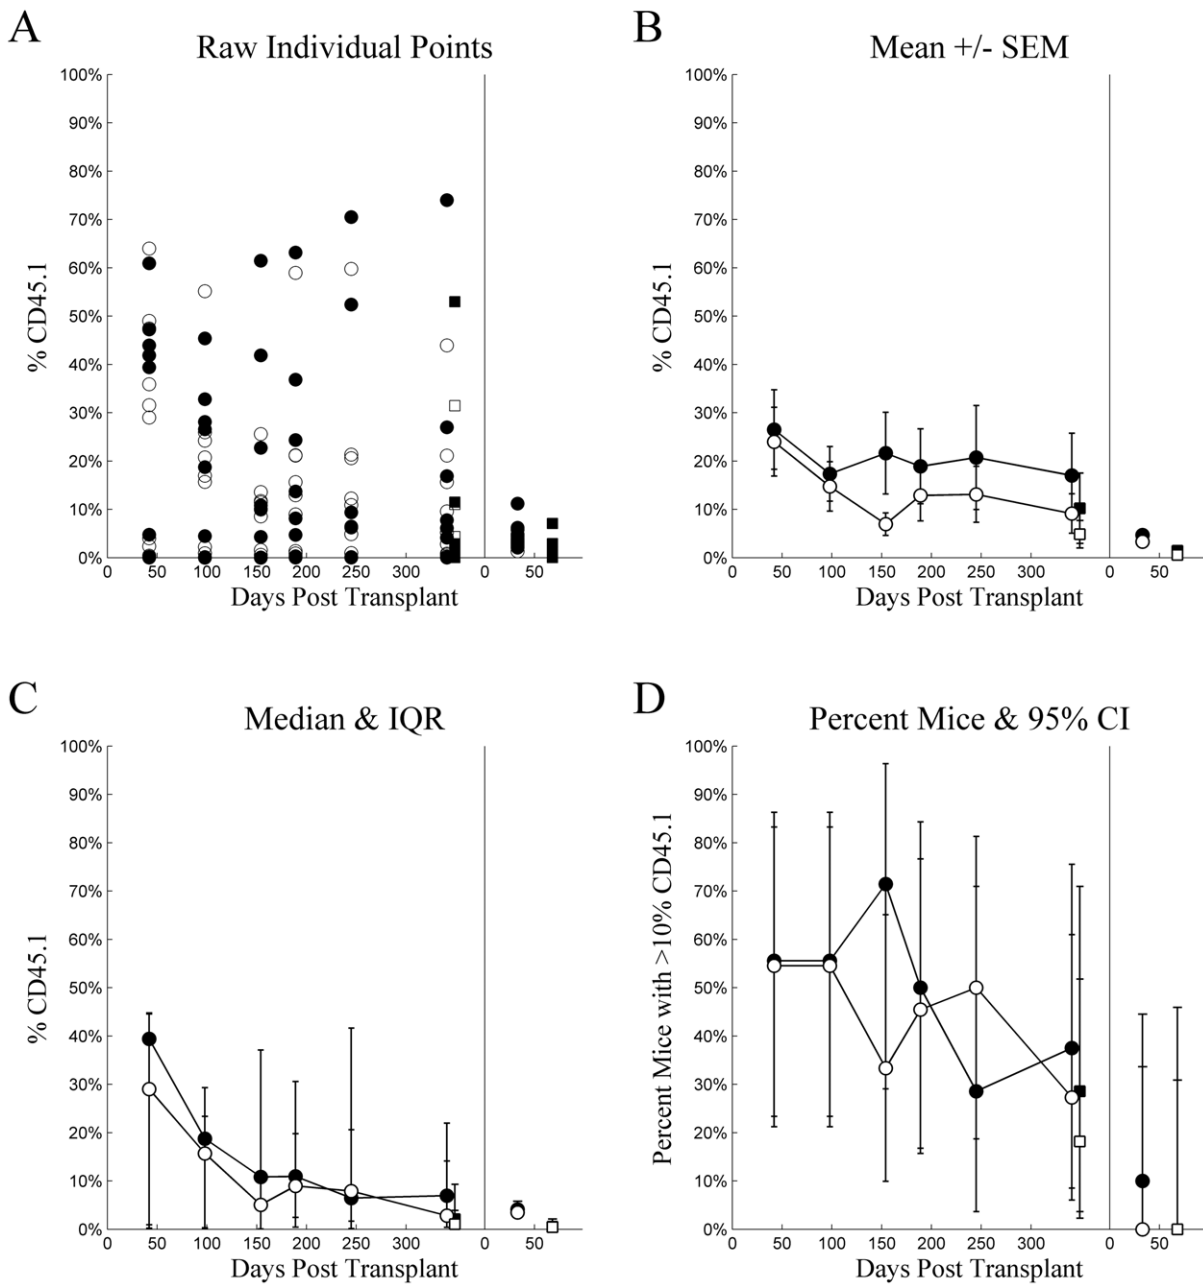 A
Raw Individual Points
100%
90%
80%
70%
60%
50%
40%
30%
20%
10%
0%
% CD45.1
0 50 100 150 200 250 300 0 50
Days Post Transplant
B
Mean +/- SEM
100%
90%
80%
70%
60%
50%
40%
30%
20%
10%
0%
% CD45.1
0 50 100 150 200 250 300 0 50
Days Post Transplant
C
Median & IQR
100%
90%
80%
70%
60%
50%
40%
30%
20%
10%
0%
% CD45.1
0 50 100 150 200 250 300 0 50
Days Post Transplant
D
Percent Mice & 95% CI
100%
90%
80%
70%
60%
50%
40%
30%
20%
10%
0%
Percent Mice with >10% CD45.1
0 50 100 150 200 250 300 0 50
Days Post Transplant